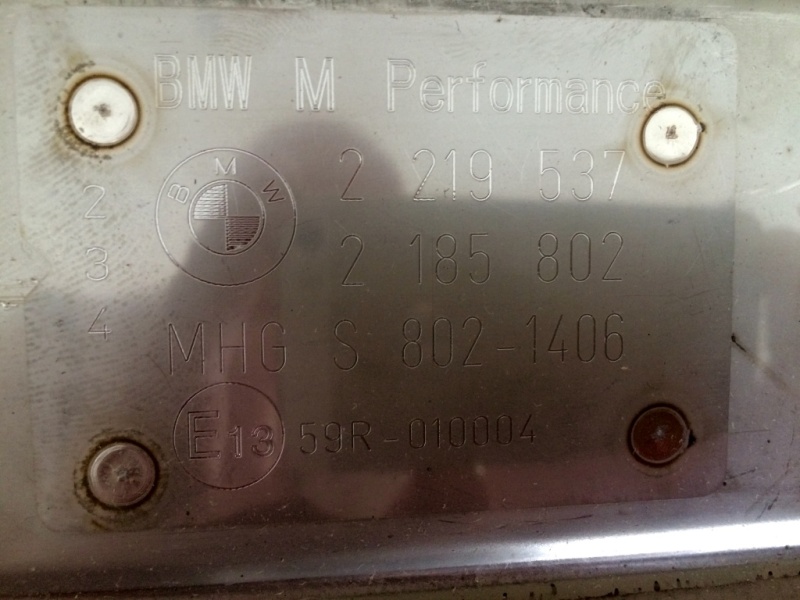 BMW M Performance
BMW 2 219 537
2 2 185 802
3
4 MHG S 802-1406
E13 59R-010004